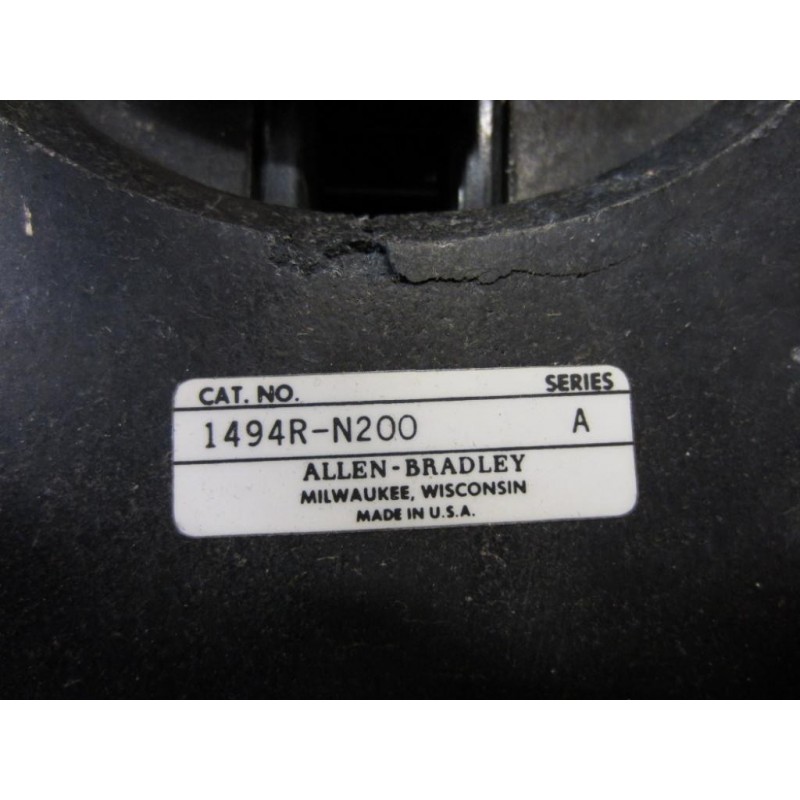 CAT. NO. SERIES
1494R-N200 A
ALLEN-BRADLEY
MILWAUKEE, WISCONSIN
MADE IN U.S.A.